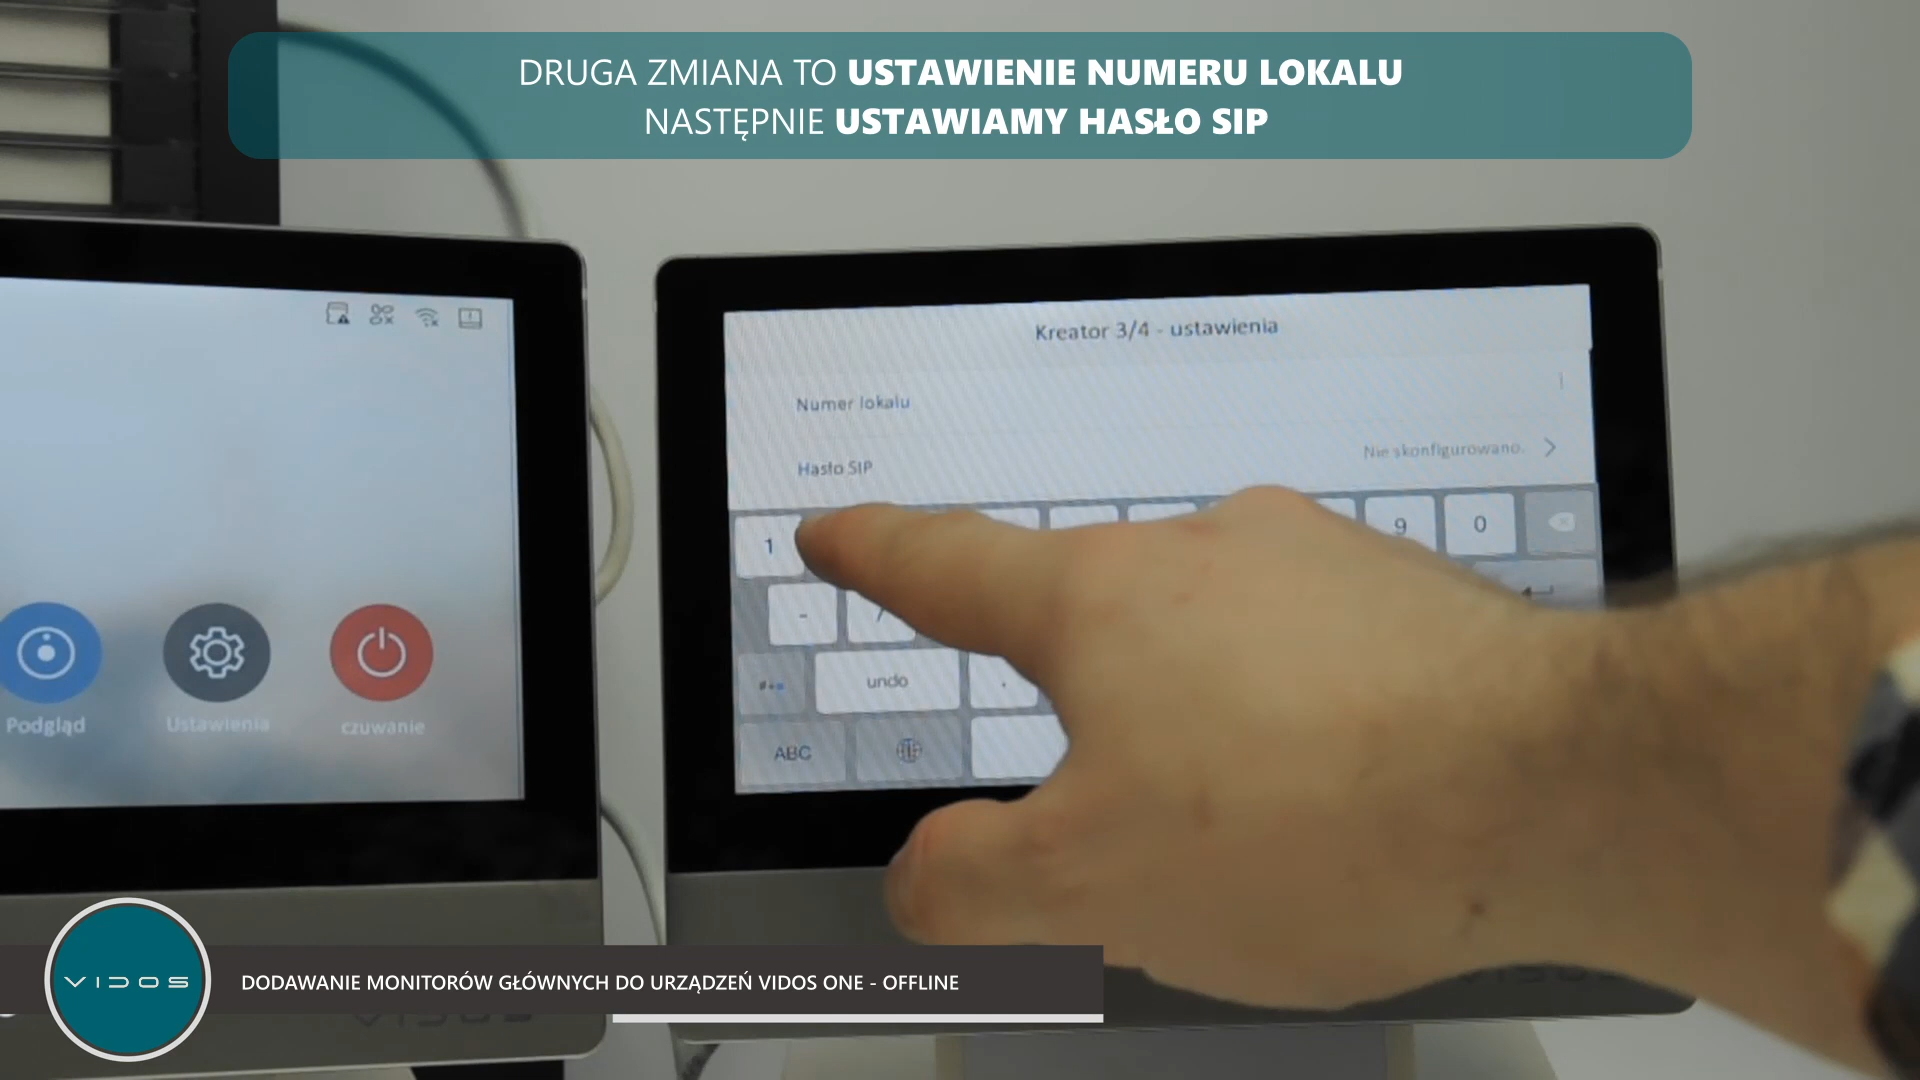 DRUGA ZMIANA TO USTAWIENIE NUMERU LOKALU
NASTĘPNIE USTAWIAMY HASŁO SIP
Kreator 3/4 - ustawienia
Numer lokalu
Hasło SIP
Nie skonfigurowano.
1
9
0
-
/
undo
.
ABC
Podgląd
Ustawienia
czuwanie
VIDOS
DODAWANIE MONITORÓW GŁÓWNYCH DO URZĄDZEŃ VIDOS ONE - OFFLINE
VIDOS